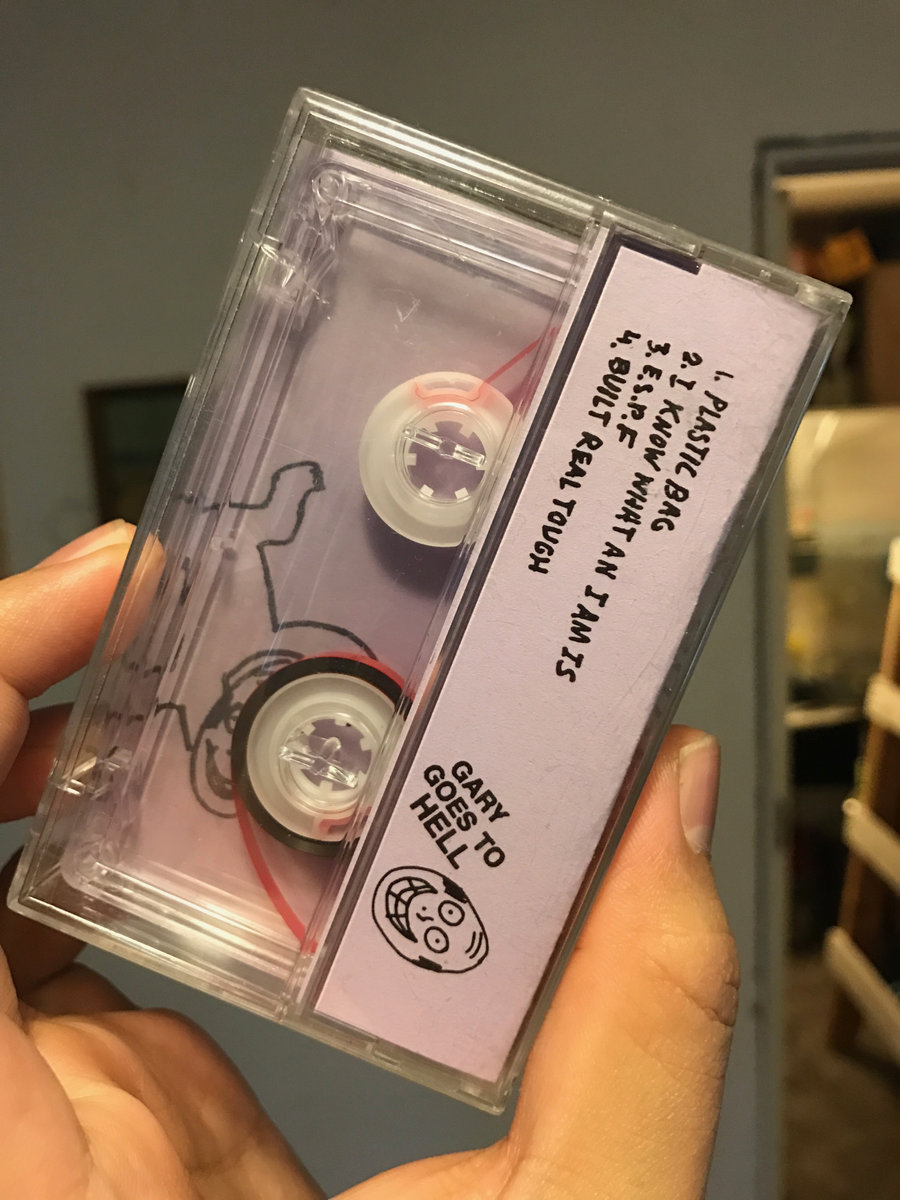 1. PLASTIC BAG
2. I KNOW WHAT AN I AM IS
3. E.S.P.F
4. BUILT REAL TOUGH
GARY
GOES TO
HELL